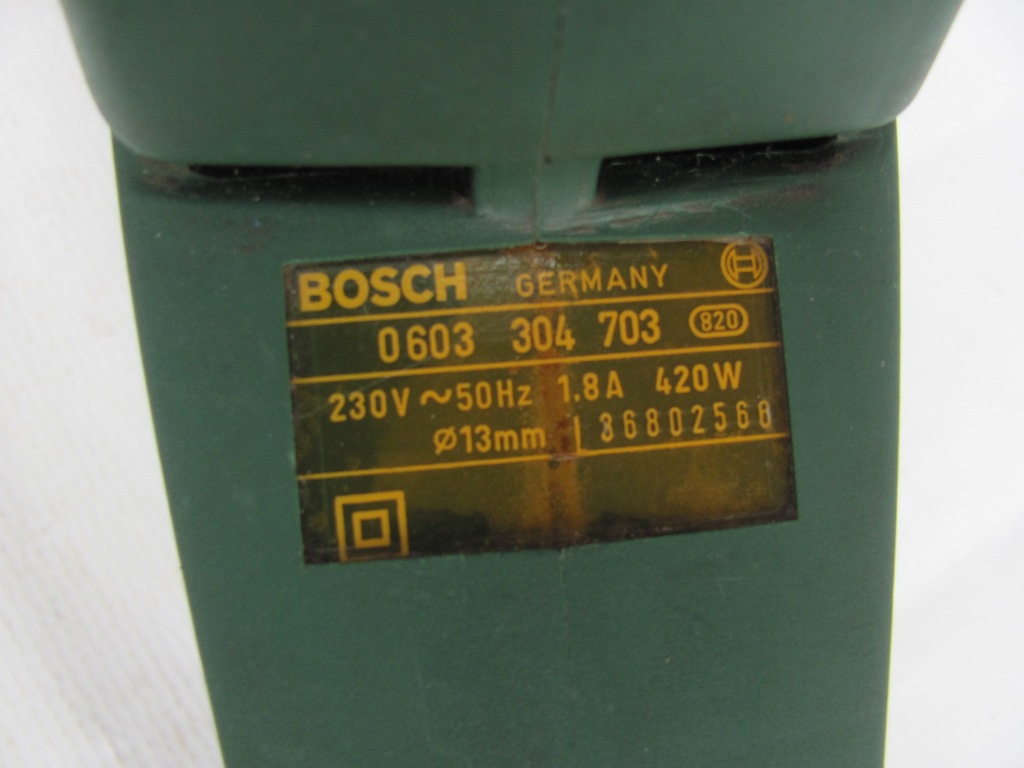 BOSCH GERMANY
0603 304 703 820
230V ~ 50Hz 1.8A 420W
Ø13mm 36802568